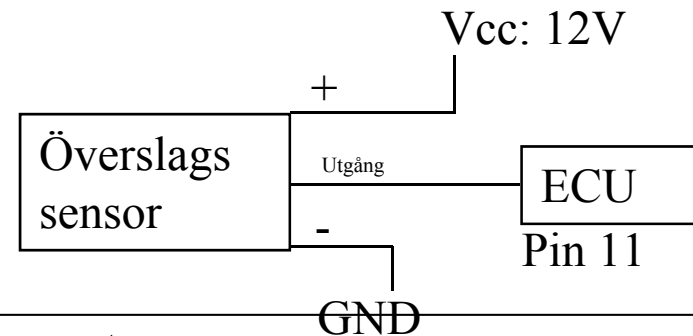 Vcc: 12V
+
Överslags
sensor
Utgång
ECU
-
Pin 11
GND